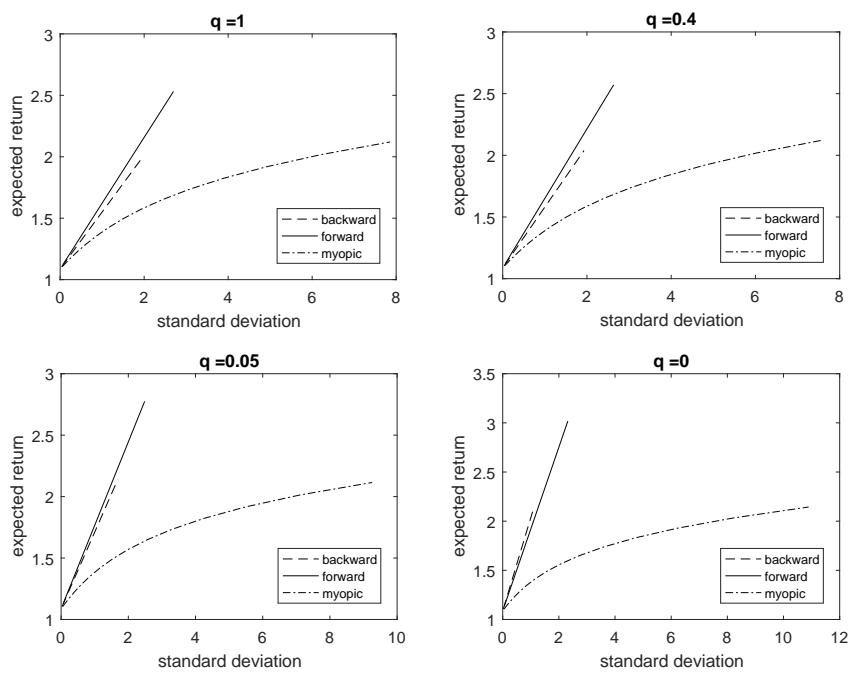 q =1
3
2.5
2
1.5
1
expected return
backward
forward
myopic
0 2 4 6 8
standard deviation
q =0.4
3
2.5
2
1.5
1
expected return
backward
forward
myopic
0 2 4 6 8
standard deviation
q =0.05
3
2.5
2
1.5
1
expected return
backward
forward
myopic
0 2 4 6 8 10
standard deviation
q =0
3.5
3
2.5
2
1.5
1
expected return
backward
forward
myopic
0 2 4 6 8 10 12
standard deviation